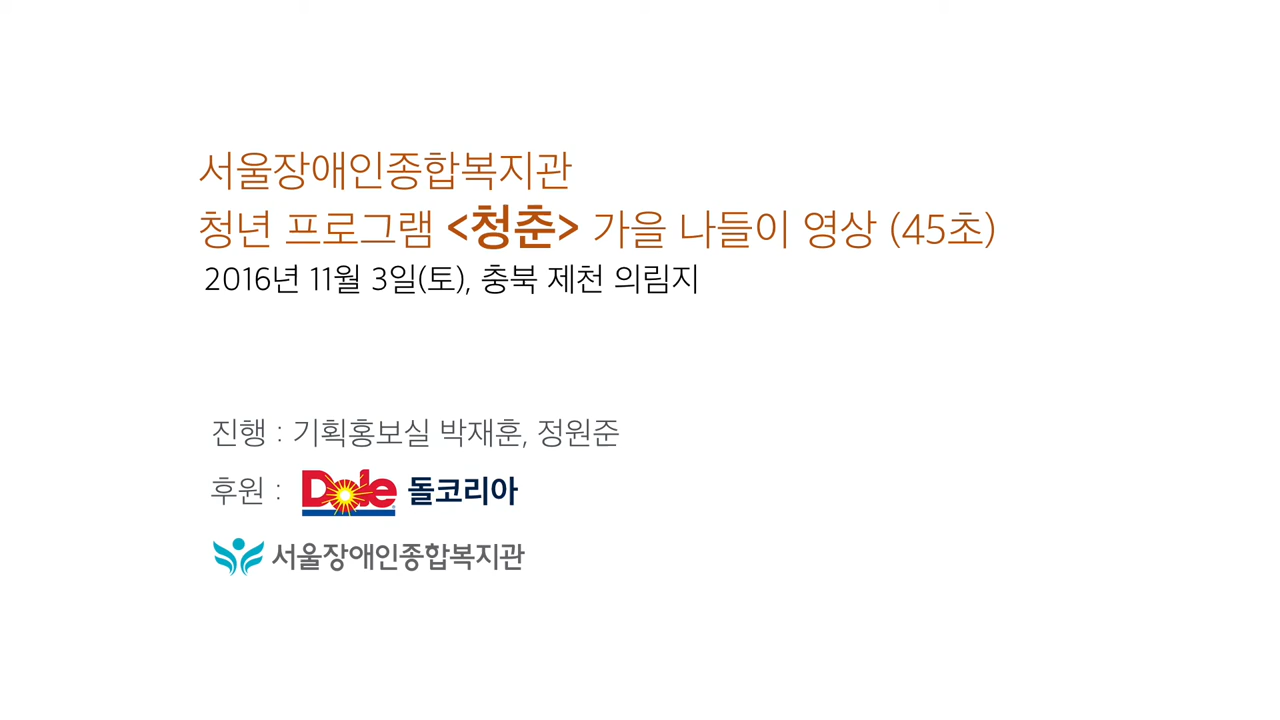 서울장애인종합복지관
청년 프로그램 <청춘> 가을 나들이 영상 (45초)
2016년 11월 3일(토), 충북 제천 의림지
진행 : 기획홍보실 박재훈, 정원준
후원 : Dole 돌코리아
서울장애인종합복지관